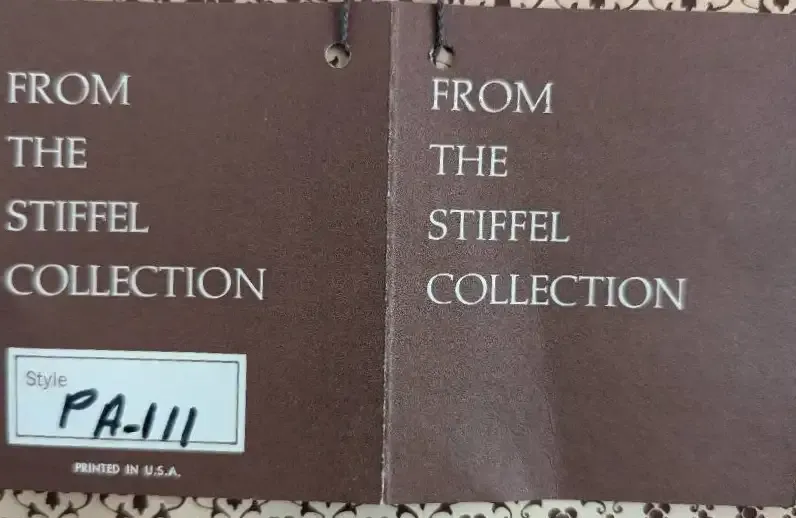 FROM
THE
STIFFEL
COLLECTION
Style
PA-111
PRINTED IN U.S.A.
FROM
THE
STIFFEL
COLLECTION